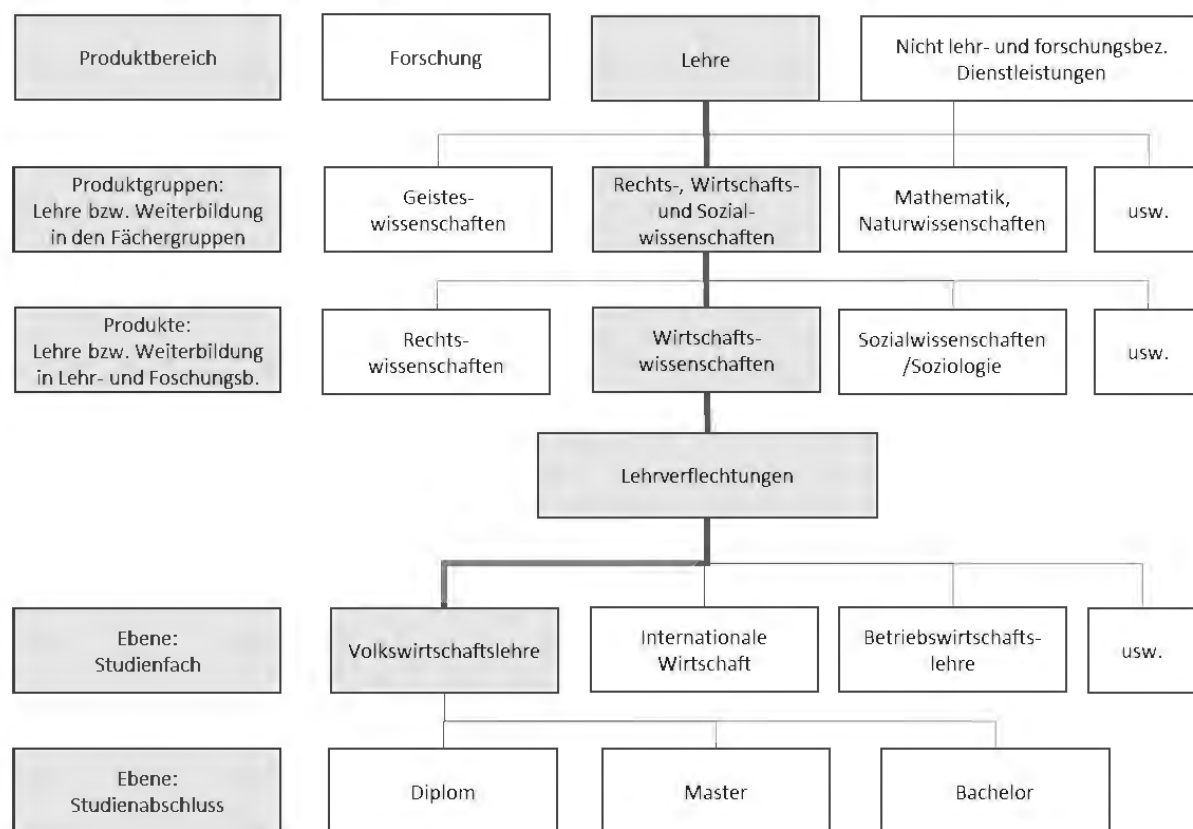 Produktbereich
Forschung
Lehre
Nicht lehr- und forschungsbez.
Dienstleistungen
Produktgruppen:
Lehre bzw. Weiterbildung
in den Fächergruppen
Geistes-
wissenschaften
Rechts-, Wirtschafts-
und Sozial-
wissenschaften
Mathematik,
Naturwissenschaften
usw.
Produkte:
Lehre bzw. Weiterbildung
in Lehr- und Foschungsb.
Rechts-
wissenschaften
Wirtschafts-
wissenschaften
Sozialwissenschaften
/Soziologie
usw.
Lehrverflechtungen
Ebene:
Studienfach
Volkswirtschaftslehre
Internationale
Wirtschaft
Betriebswirtschafts-
lehre
usw.
Ebene:
Studienabschluss
Diplom
Master
Bachelor